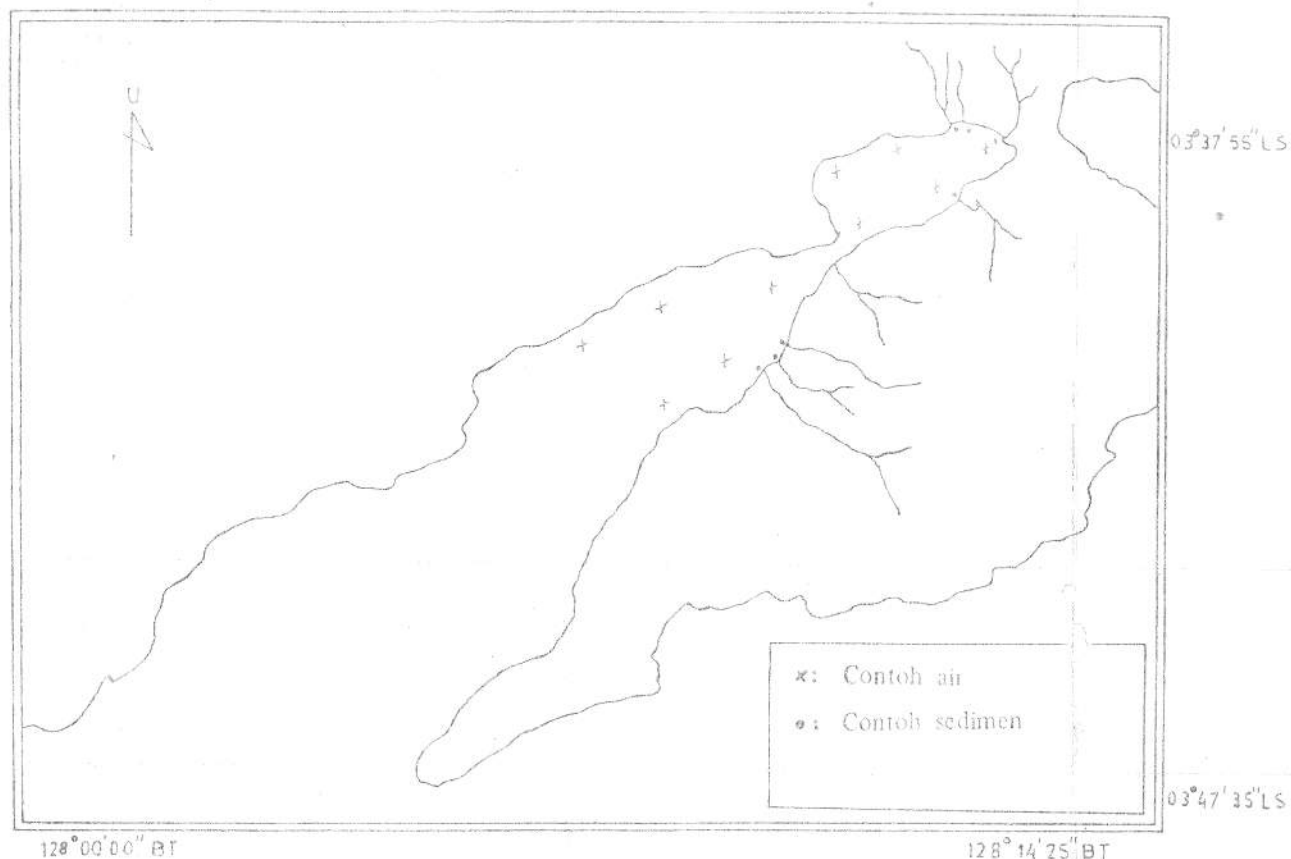 U
03°37'56"LS
×: Contoh air
•: Contoh sedimen
03°47'35"LS
128°00'00" BT
128°14'25" BT